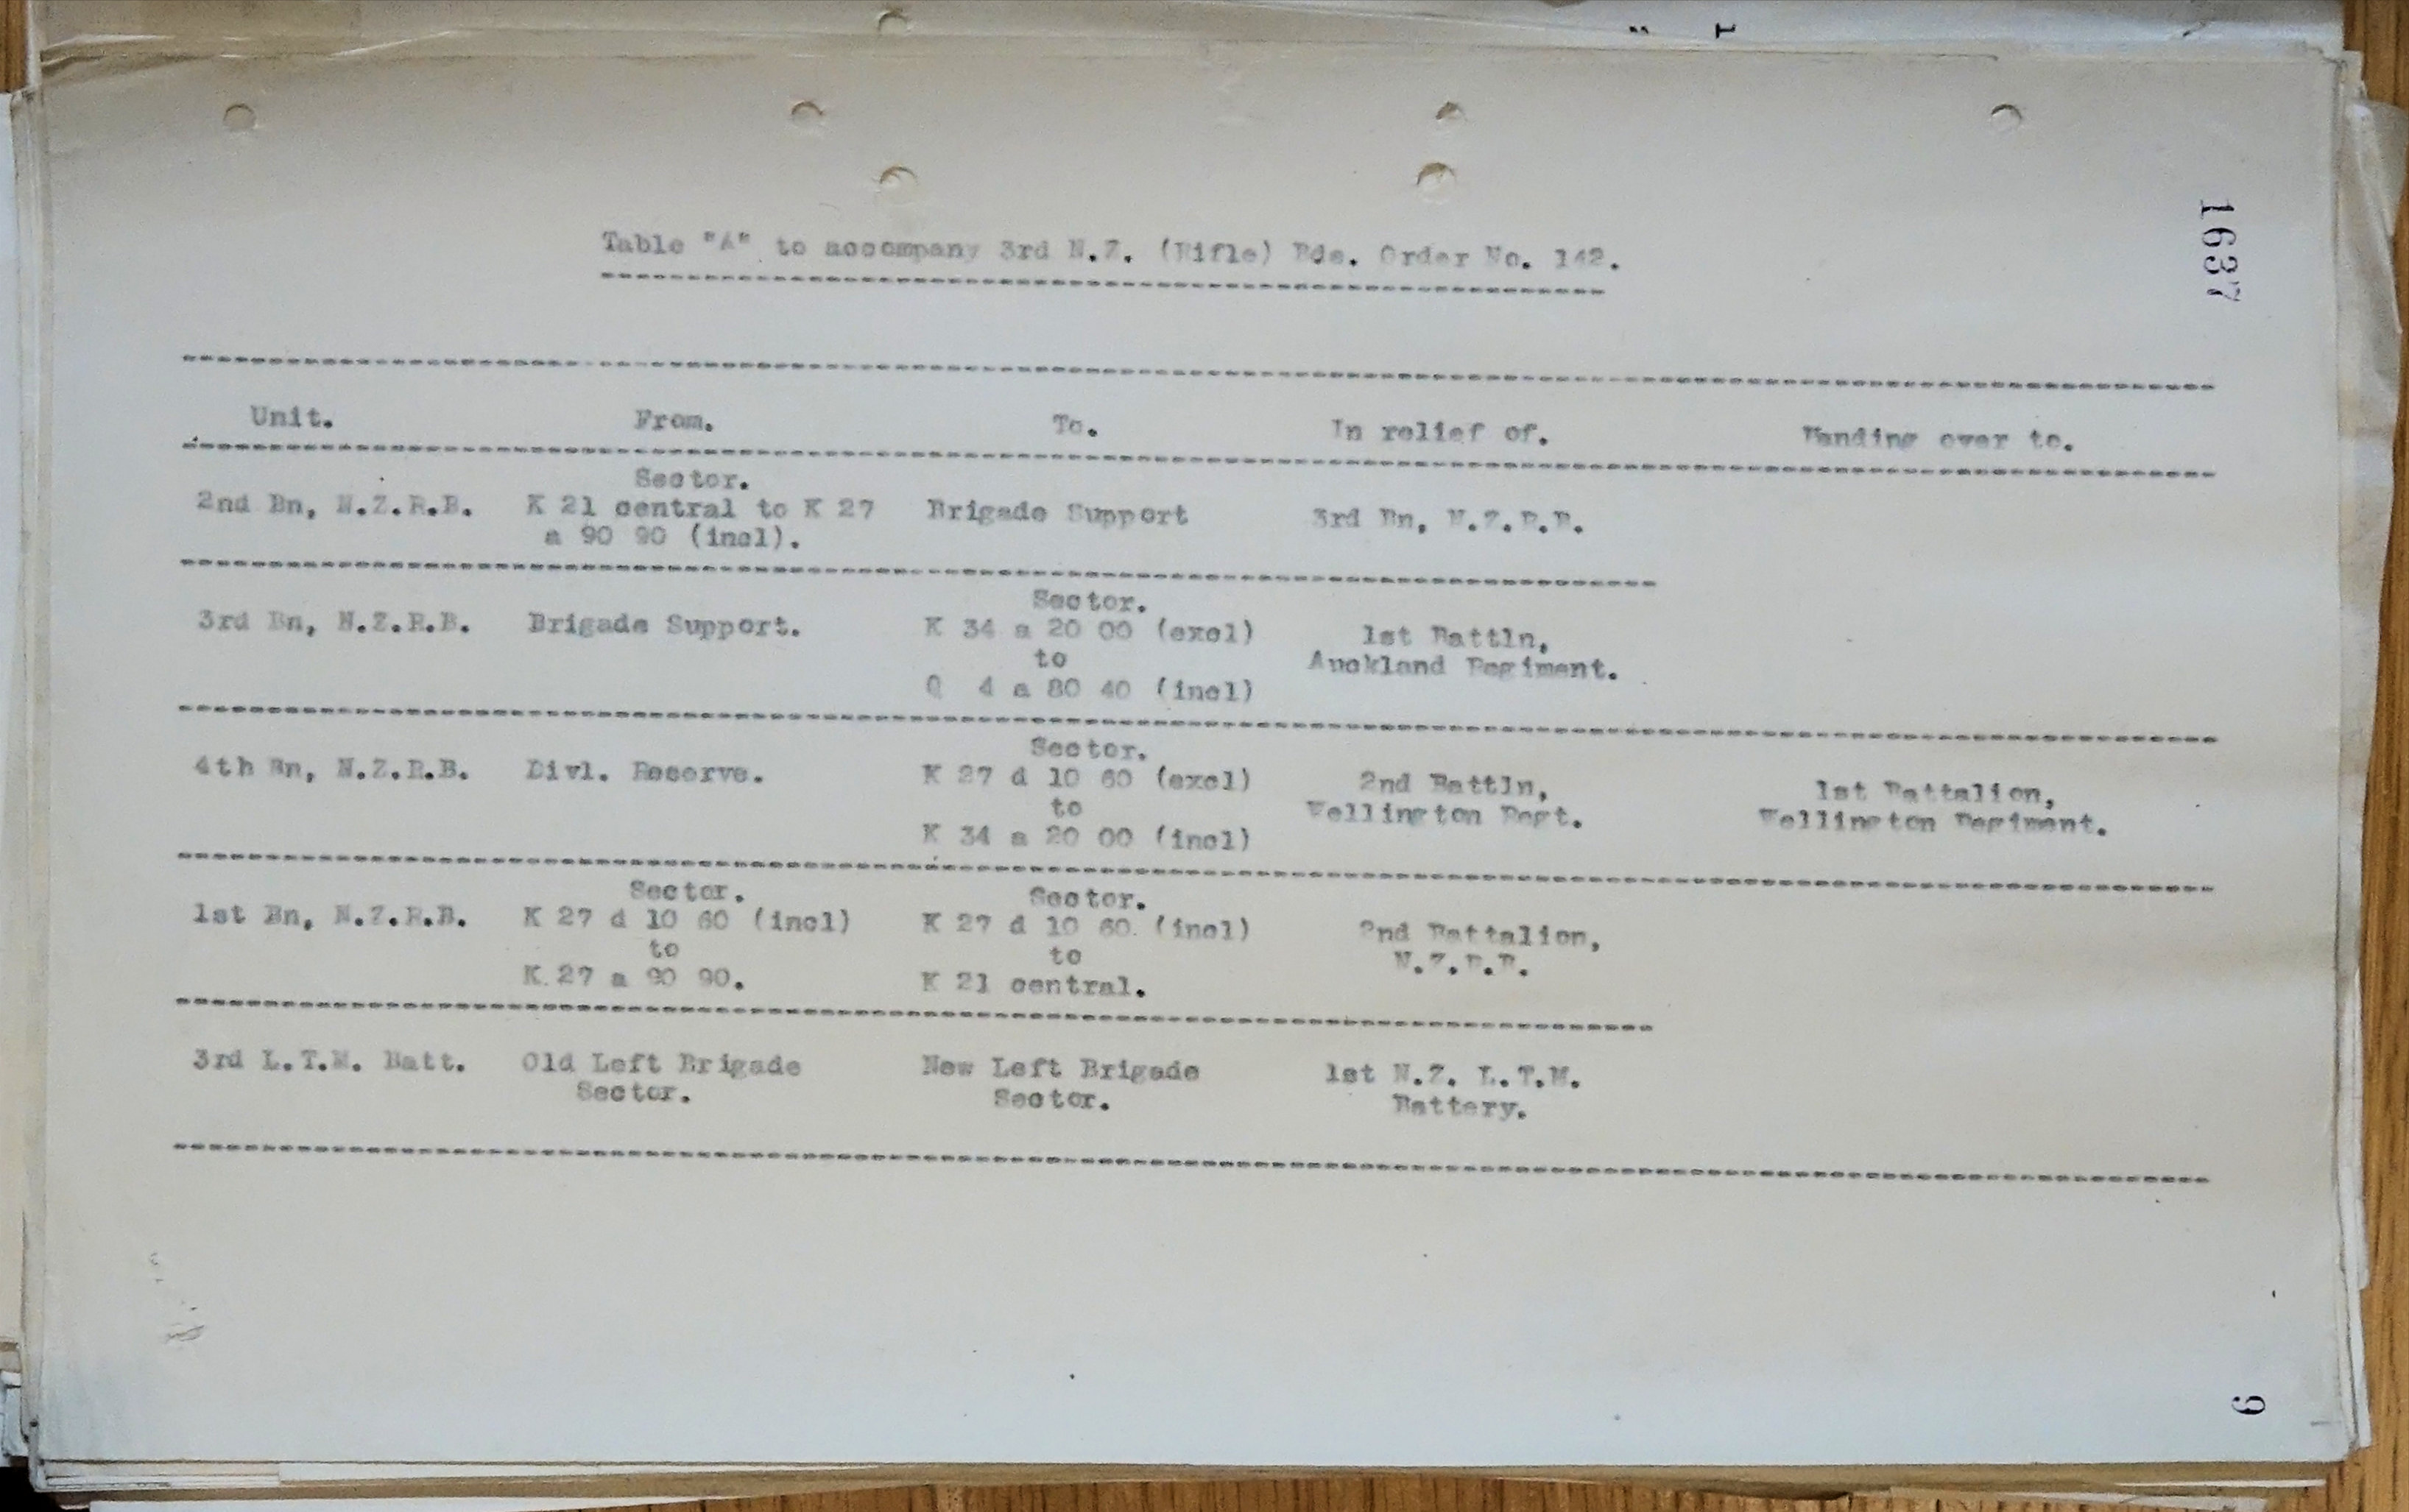 1637
Table "A" to accompany 3rd N.Z. (Rifle) Bde. Order No. 142.
Unit. From. To. In relief of. Handing over to.
Sector.
2nd Bn, N.Z.R.B. K 21 central to K 27 Brigade Support 3rd Bn, N.Z.R.B.
a 90 90 (incl).
Sector.
3rd Bn, N.Z.R.B. Brigade Support. K 34 a 20 00 (excl) 1st Battln,
to Auckland Regiment.
Q 4 a 80 40 (incl)
Sector.
4th Bn, N.Z.R.B. Divl. Reserve. K 27 d 10 60 (excl) 2nd Battln, 1st Battalion,
to Wellington Regt. Wellington Regiment.
K 34 a 20 00 (incl)
Sector. Sector.
1st Bn, N.Z.R.B. K 27 d 10 60 (incl) K 27 d 10 60 (incl) 2nd Battalion,
to to N.Z.R.B.
K 27 a 90 90. K 21 central.
3rd L.T.M. Batt. Old Left Brigade New Left Brigade 1st N.Z. L.T.M.
Sector. Sector. Battery.
9